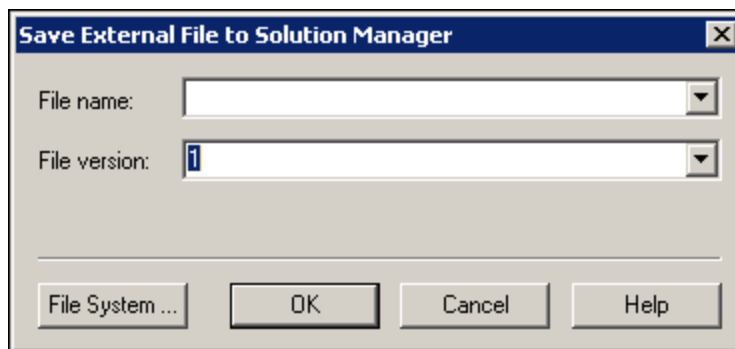 Save External File to Solution Manager
File name:
File version: 1
File System ... OK Cancel Help